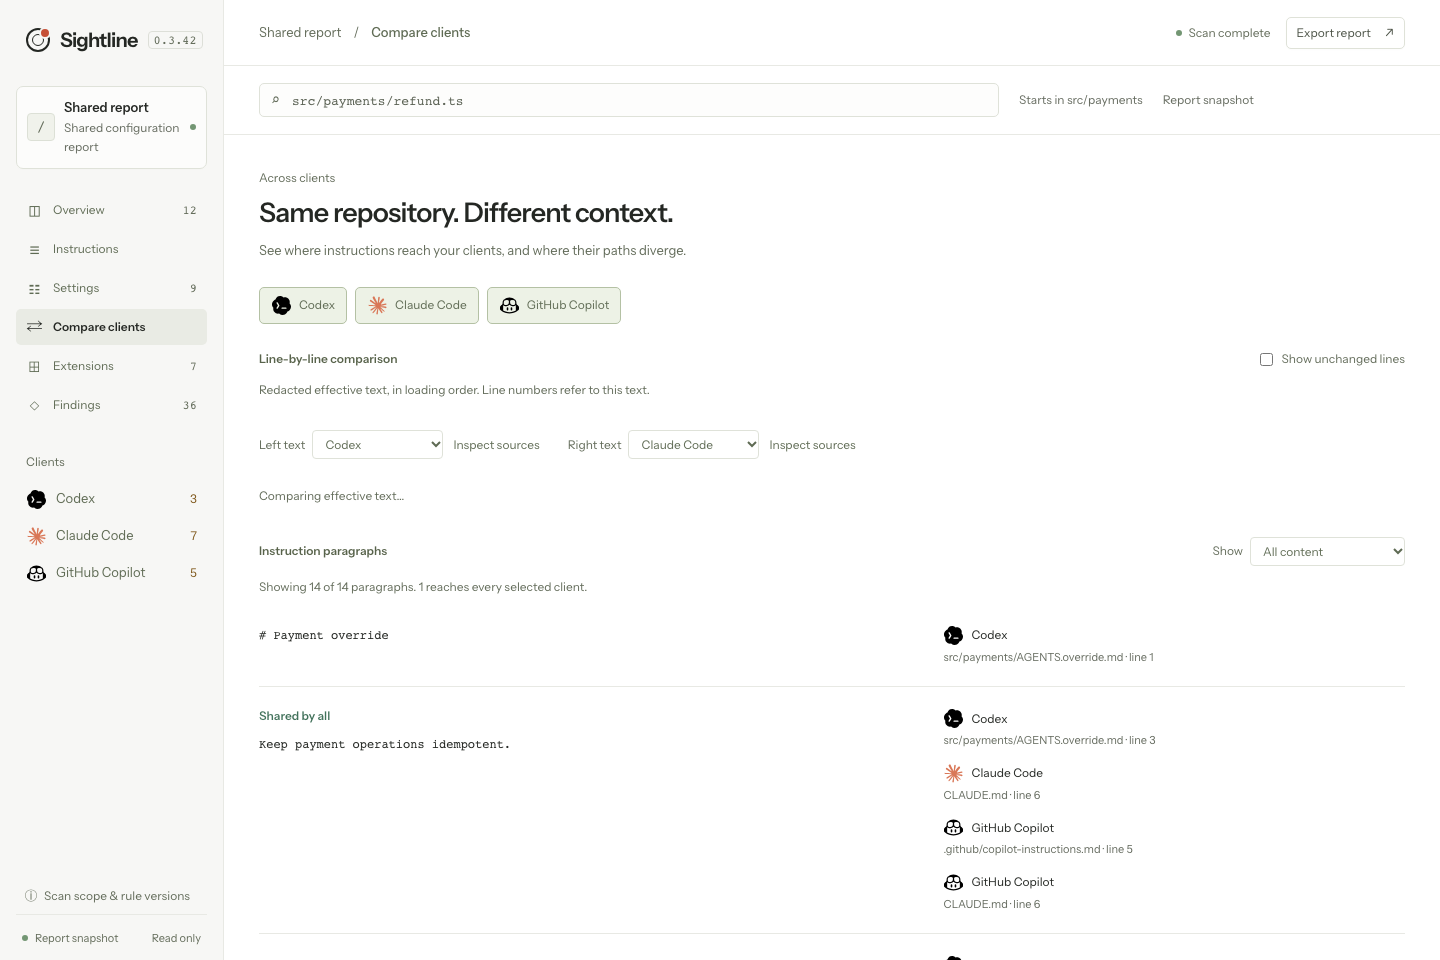 Sightline 0.3.42
/
Shared report
Shared configuration
report
Overview 12
Instructions
Settings 9
Compare clients
Extensions 7
Findings 36
Clients
Codex 3
Claude Code 7
GitHub Copilot 5
Scan scope & rule versions
Report snapshot Read only
Shared report / Compare clients
Scan complete
Export report
src/payments/refund.ts
Starts in src/payments
Report snapshot
Across clients
Same repository. Different context.
See where instructions reach your clients, and where their paths diverge.
Codex
Claude Code
GitHub Copilot
Line-by-line comparison
Show unchanged lines
Redacted effective text, in loading order. Line numbers refer to this text.
Left text Codex Inspect sources Right text Claude Code Inspect sources
Comparing effective text…
Instruction paragraphs
Show All content
Showing 14 of 14 paragraphs. 1 reaches every selected client.
# Payment override
Codex
src/payments/AGENTS.override.md · line 1
Shared by all
Keep payment operations idempotent.
Codex
src/payments/AGENTS.override.md · line 3
Claude Code
CLAUDE.md · line 6
GitHub Copilot
.github/copilot-instructions.md · line 5
GitHub Copilot
CLAUDE.md · line 6